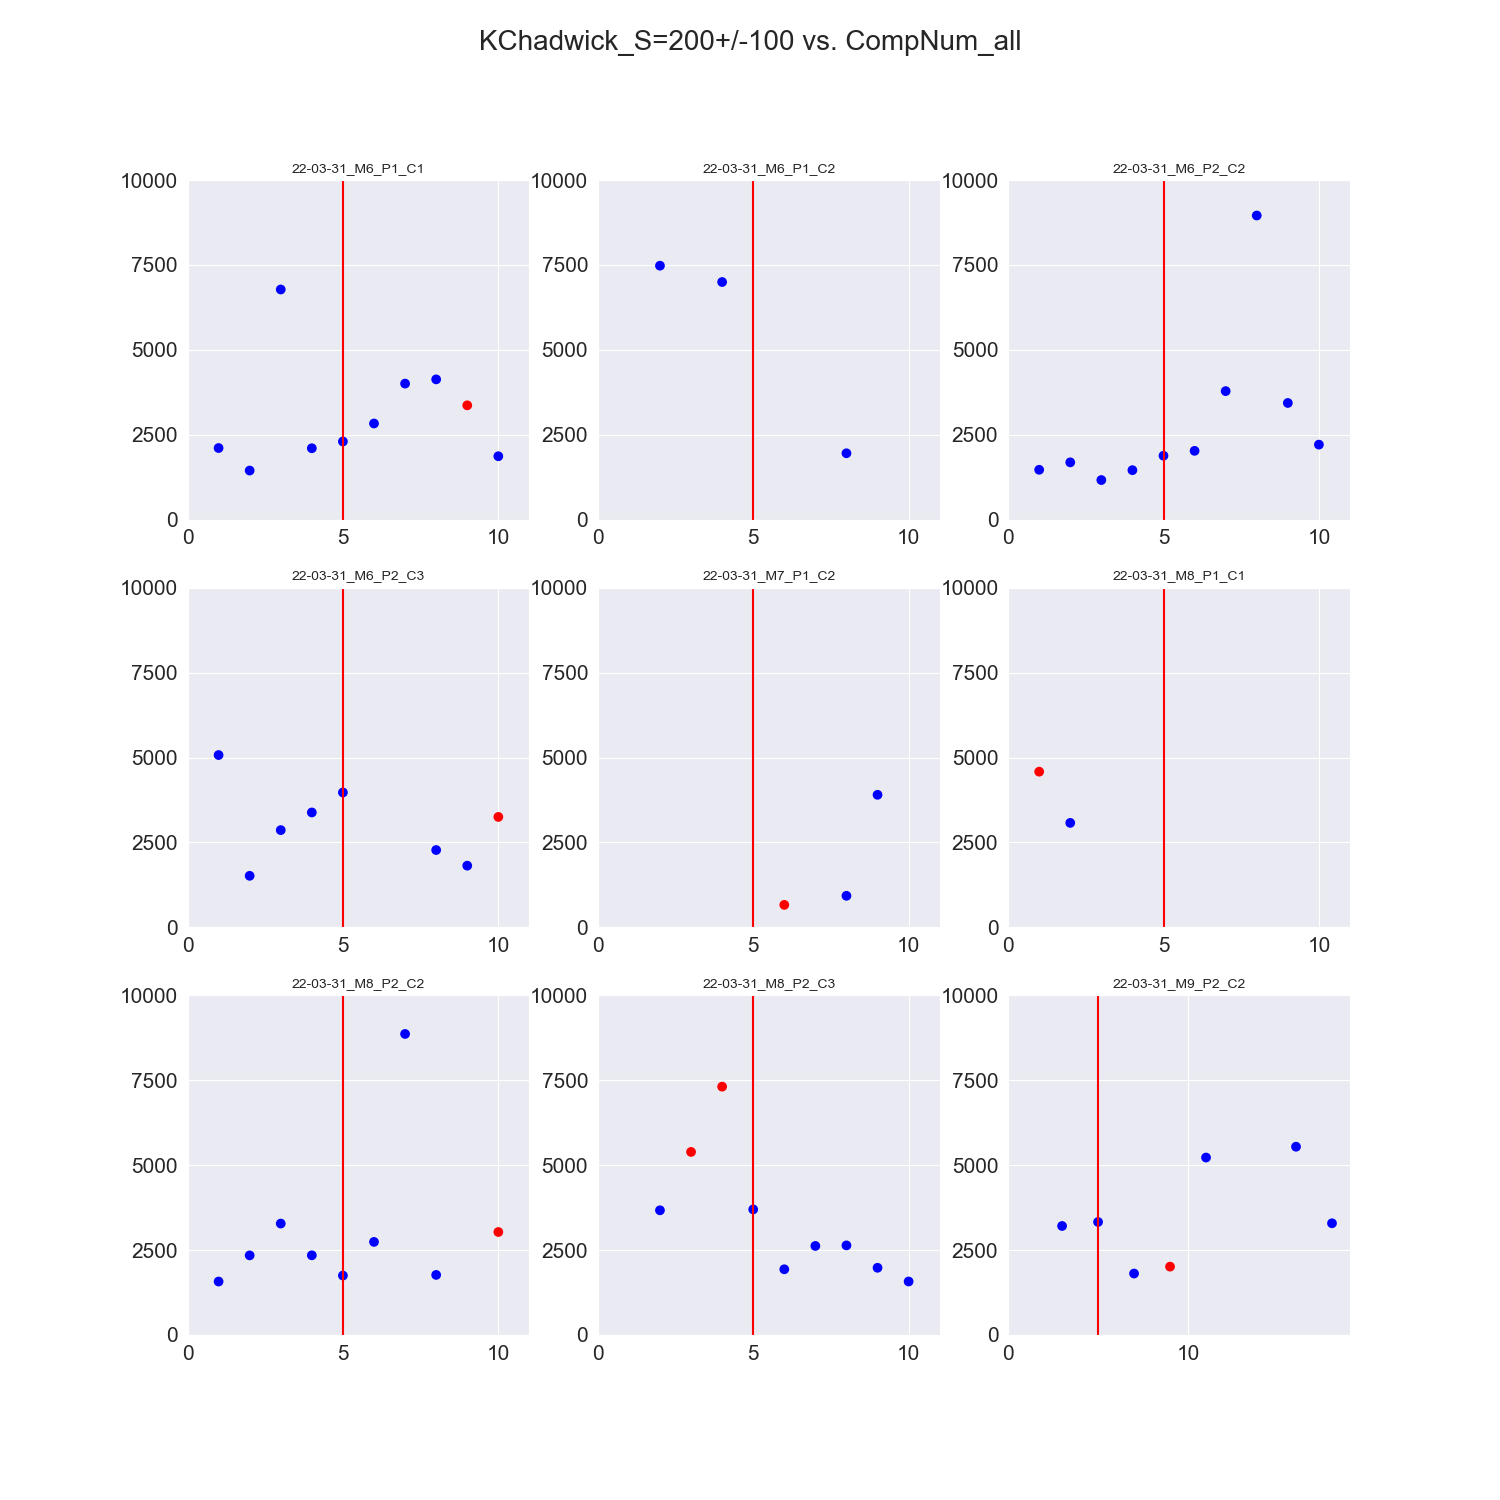 KChadwick_S=200+/-100 vs. CompNum_all
22-03-31_M6_P1_C1
10000
7500
5000
2500
0
0 5 10
22-03-31_M6_P1_C2
10000
7500
5000
2500
0
0 5 10
22-03-31_M6_P2_C2
10000
7500
5000
2500
0
0 5 10
22-03-31_M6_P2_C3
10000
7500
5000
2500
0
0 5 10
22-03-31_M7_P1_C2
10000
7500
5000
2500
0
0 5 10
22-03-31_M8_P1_C1
10000
7500
5000
2500
0
0 5 10
22-03-31_M8_P2_C2
10000
7500
5000
2500
0
0 5 10
22-03-31_M8_P2_C3
10000
7500
5000
2500
0
0 5 10
22-03-31_M9_P2_C2
10000
7500
5000
2500
0
0 10